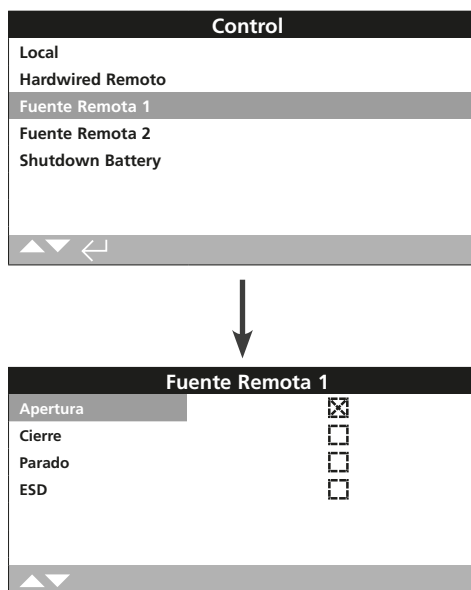 Control
Local
Hardwired Remoto
Fuente Remota 1
Fuente Remota 2
Shutdown Battery
Fuente Remota 1
Apertura
Cierre
Parado
ESD